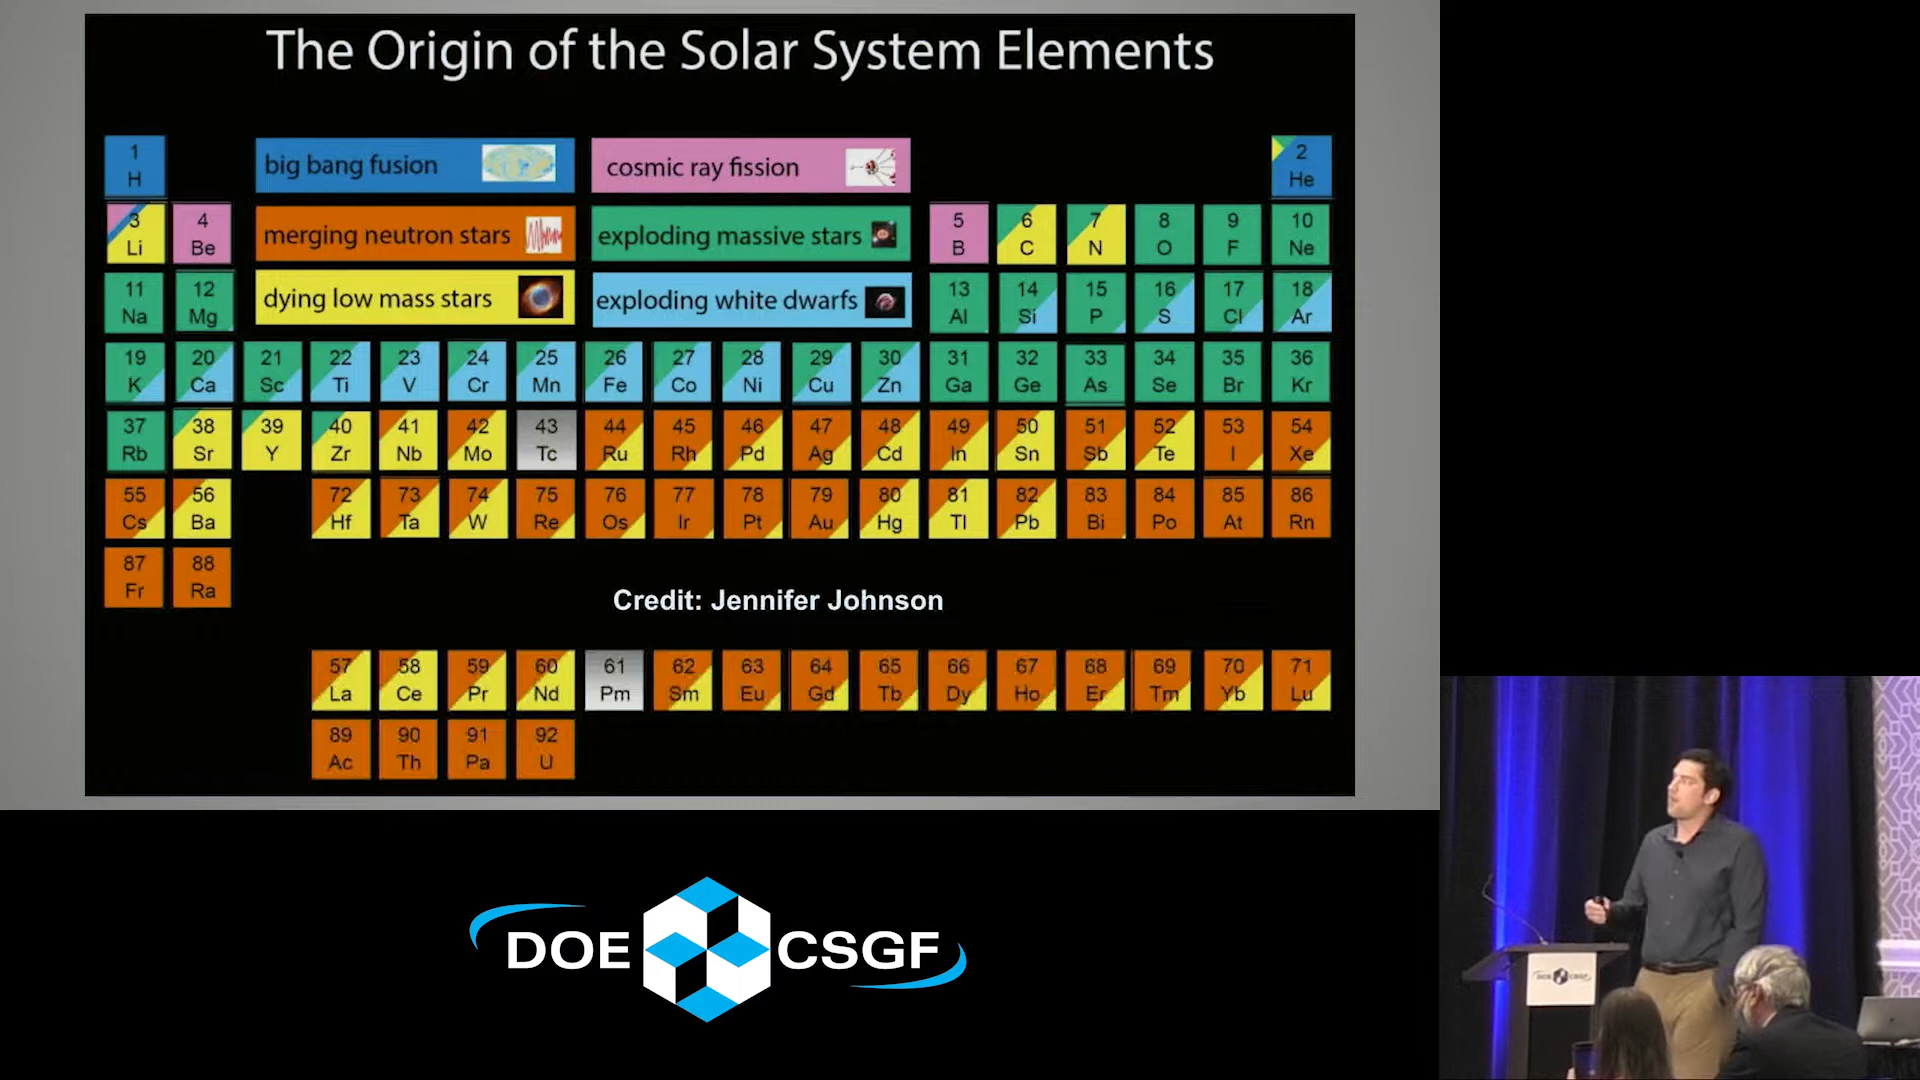 The Origin of the Solar System Elements
1 2
H He
big bang fusion cosmic ray fission
3 4 5 6 7 8 9 10
Li Be B C N O F Ne
merging neutron stars exploding massive stars
dying low mass stars exploding white dwarfs
11 12 13 14 15 16 17 18
Na Mg Al Si P S Cl Ar
19 20 21 22 23 24 25 26 27 28 29 30 31 32 33 34 35 36
K Ca Sc Ti V Cr Mn Fe Co Ni Cu Zn Ga Ge As Se Br Kr
37 38 39 40 41 42 43 44 45 46 47 48 49 50 51 52 53 54
Rb Sr Y Zr Nb Mo Tc Ru Rh Pd Ag Cd In Sn Sb Te I Xe
55 56 72 73 74 75 76 77 78 79 80 81 82 83 84 85 86
Cs Ba Hf Ta W Re Os Ir Pt Au Hg Tl Pb Bi Po At Rn
87 88
Fr Ra
Credit: Jennifer Johnson
57 58 59 60 61 62 63 64 65 66 67 68 69 70 71
La Ce Pr Nd Pm Sm Eu Gd Tb Dy Ho Er Tm Yb Lu
89 90 91 92
Ac Th Pa U
DOE CSGF
DOE CSGF